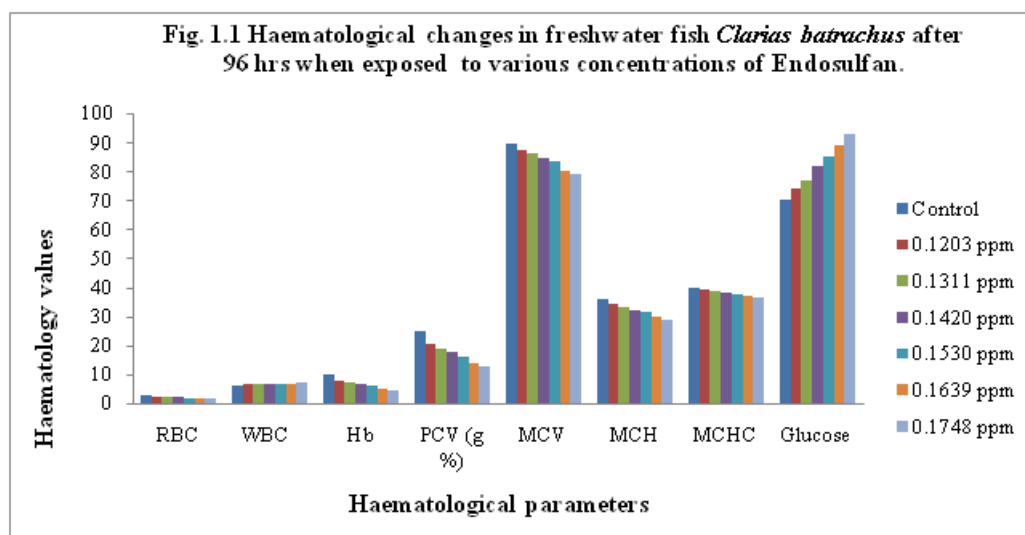 Fig. 1.1 Haematological changes in freshwater fish Clarias batrachus after
96 hrs when exposed to various concentrations of Endosulfan.
Haematology values
100
90
80
70
60
50
40
30
20
10
0
RBC
WBC
Hb
PCV (g
%)
MCV
MCH
MCHC
Glucose
Haematological parameters
Control
0.1203 ppm
0.1311 ppm
0.1420 ppm
0.1530 ppm
0.1639 ppm
0.1748 ppm